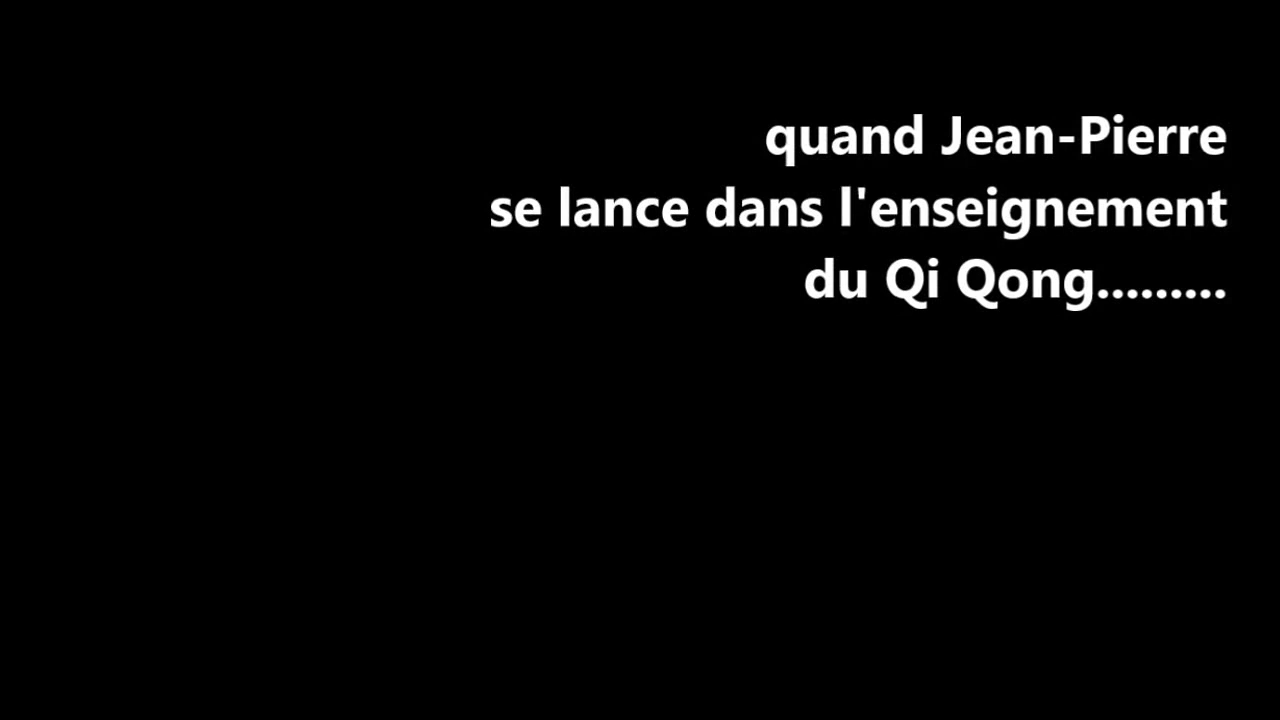 quand Jean-Pierre
se lance dans l'enseignement
du Qi Qong.........